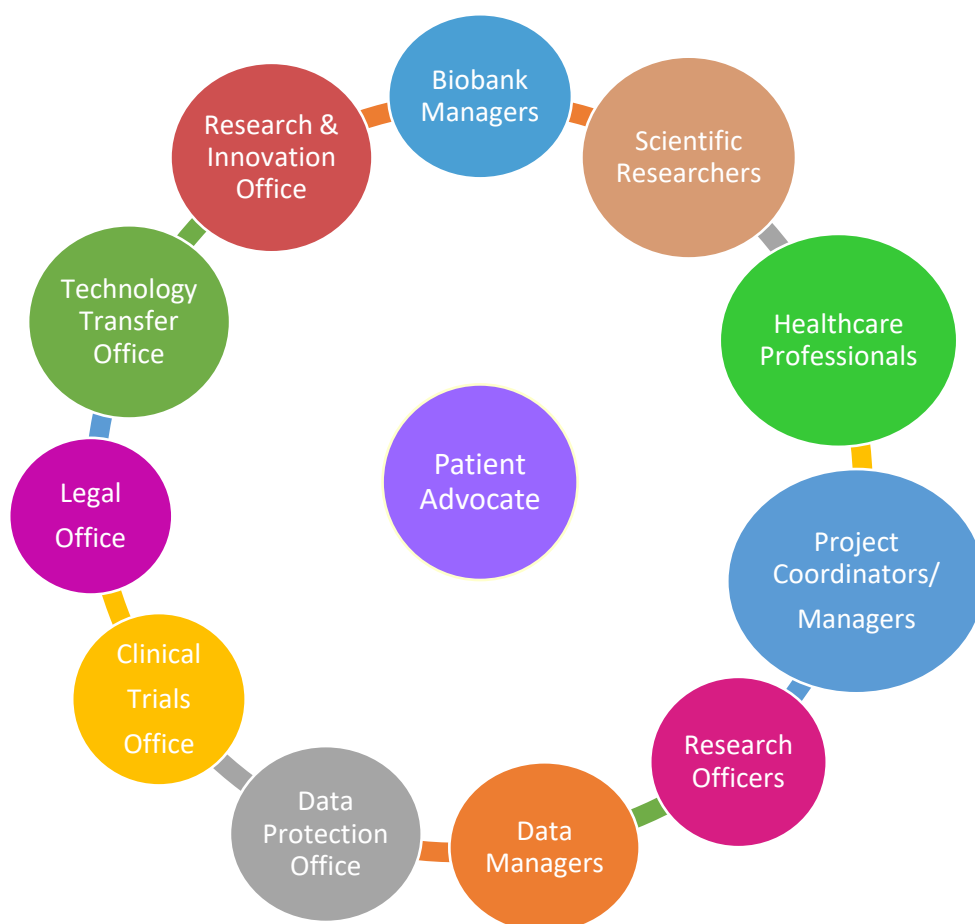 Biobank
Managers
Scientific
Researchers
Healthcare
Professionals
Project
Coordinators/
Managers
Research
Officers
Data
Managers
Data
Protection
Office
Clinical
Trials
Office
Legal
Office
Technology
Transfer
Office
Research &
Innovation
Office
Patient
Advocate